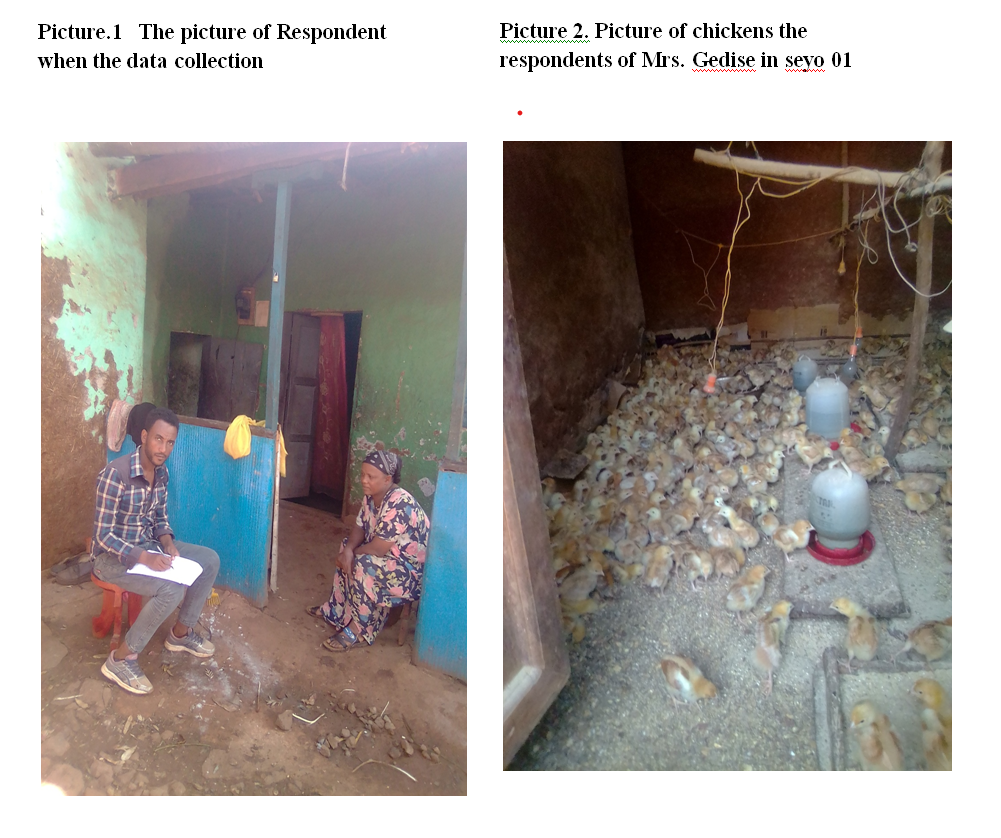 Picture.1 The picture of Respondent
when the data collection
Picture 2. Picture of chickens the
respondents of Mrs. Gedise in seyo 01